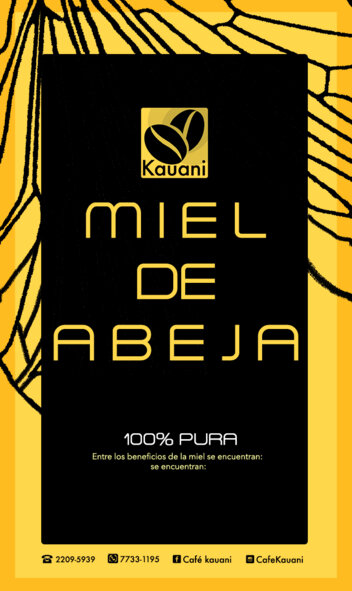 Kauani
MIEL
DE
ABEJA
100% PURA
Entre los beneficios de la miel se encuentran:
se encuentran:
2209-5939 7733-1195 Café kauani CafeKauani